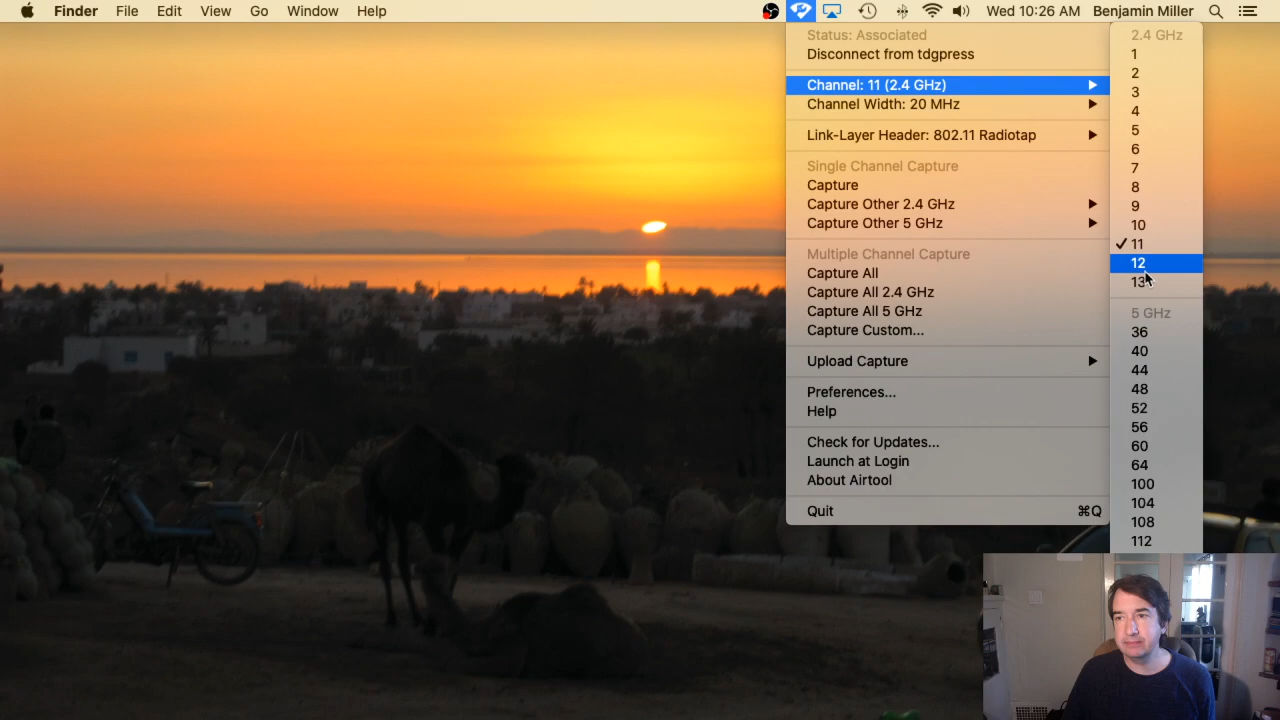 Finder File Edit View Go Window Help Wed 10:26 AM Benjamin Miller
Status: Associated
Disconnect from tdgpress
Channel: 11 (2.4 GHz)
Channel Width: 20 MHz
Link-Layer Header: 802.11 Radiotap
Single Channel Capture
Capture
Capture Other 2.4 GHz
Capture Other 5 GHz
Multiple Channel Capture
Capture All
Capture All 2.4 GHz
Capture All 5 GHz
Capture Custom...
Upload Capture
Preferences...
Help
Check for Updates...
Launch at Login
About Airtool
Quit ⌘Q
2.4 GHz
1
2
3
4
5
6
7
8
9
10
✓ 11
12
13
5 GHz
36
40
44
48
52
56
60
64
100
104
108
112